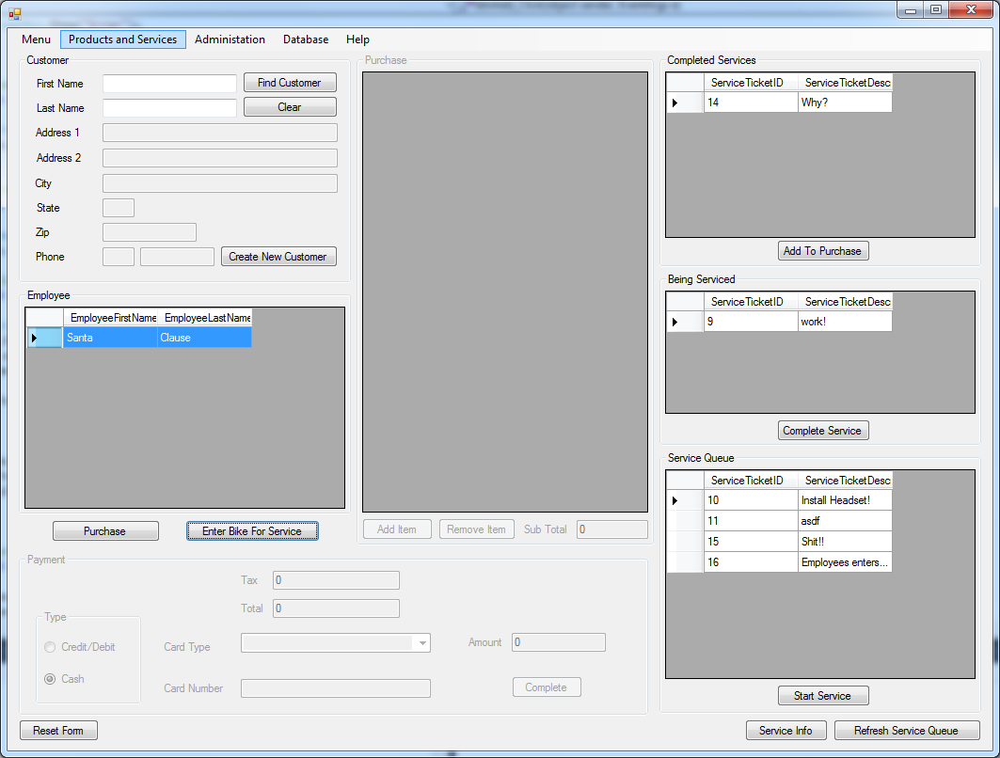 Menu Products and Services Administation Database Help
Customer
First Name Find Customer
Last Name Clear
Address 1
Address 2
City
State
Zip
Phone Create New Customer
Employee
EmployeeFirstName EmployeeLastName
Santa Clause
Purchase Enter Bike For Service
Purchase
Add Item Remove Item Sub Total 0
Completed Services
ServiceTicketID ServiceTicketDesc
14 Why?
Add To Purchase
Being Serviced
ServiceTicketID ServiceTicketDesc
9 work!
Complete Service
Service Queue
ServiceTicketID ServiceTicketDesc
10 Install Headset!
11 asdf
15 Shit!!
16 Employees enters...
Start Service
Payment
Tax 0
Total 0
Type
Credit/Debit
Cash
Card Type Amount 0
Card Number Complete
Reset Form Service Info Refresh Service Queue